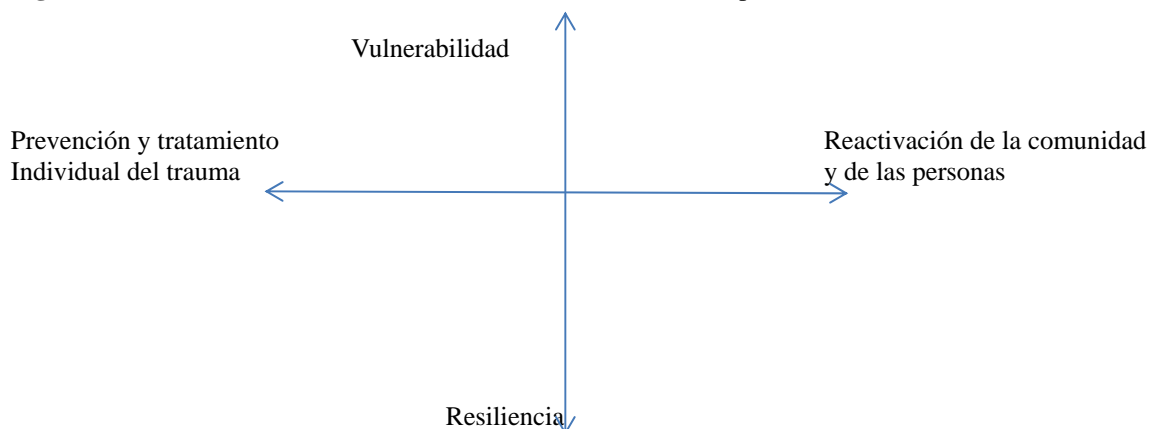 Vulnerabilidad
Prevención y tratamiento
Individual del trauma
Reactivación de la comunidad
y de las personas
Resiliencia